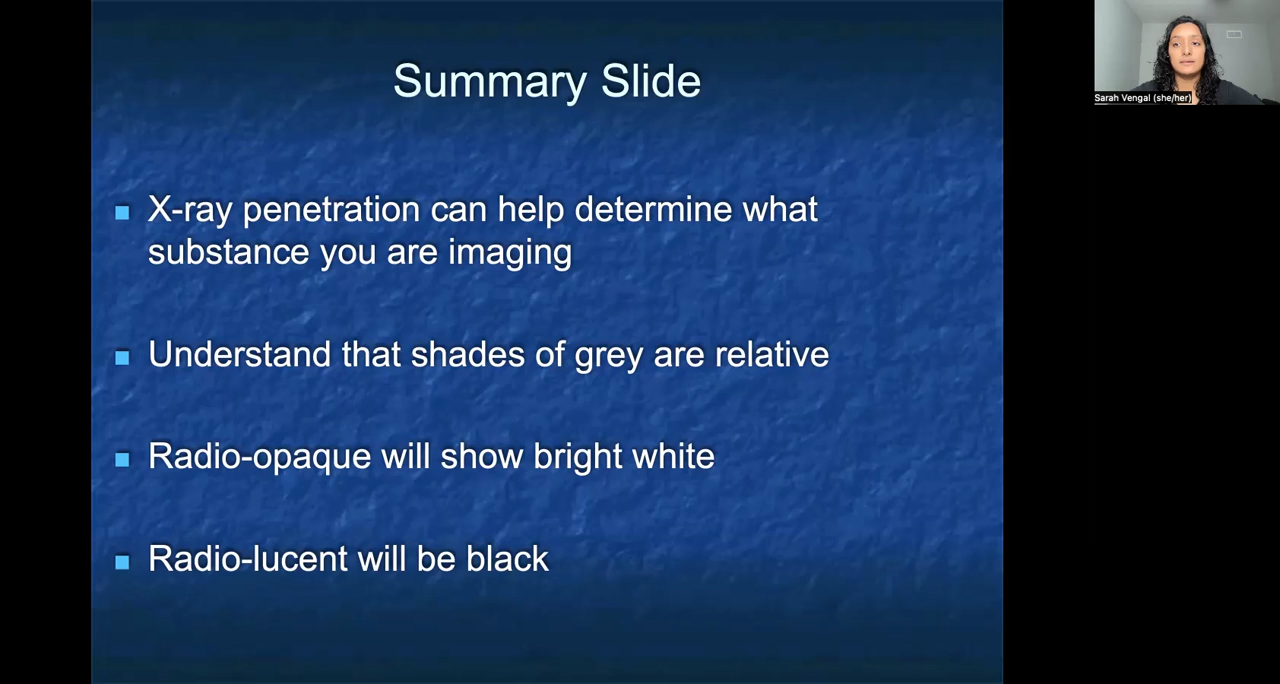 Summary Slide
X-ray penetration can help determine what
substance you are imaging
Understand that shades of grey are relative
Radio-opaque will show bright white
Radio-lucent will be black
Sarah Vengal (she/her)